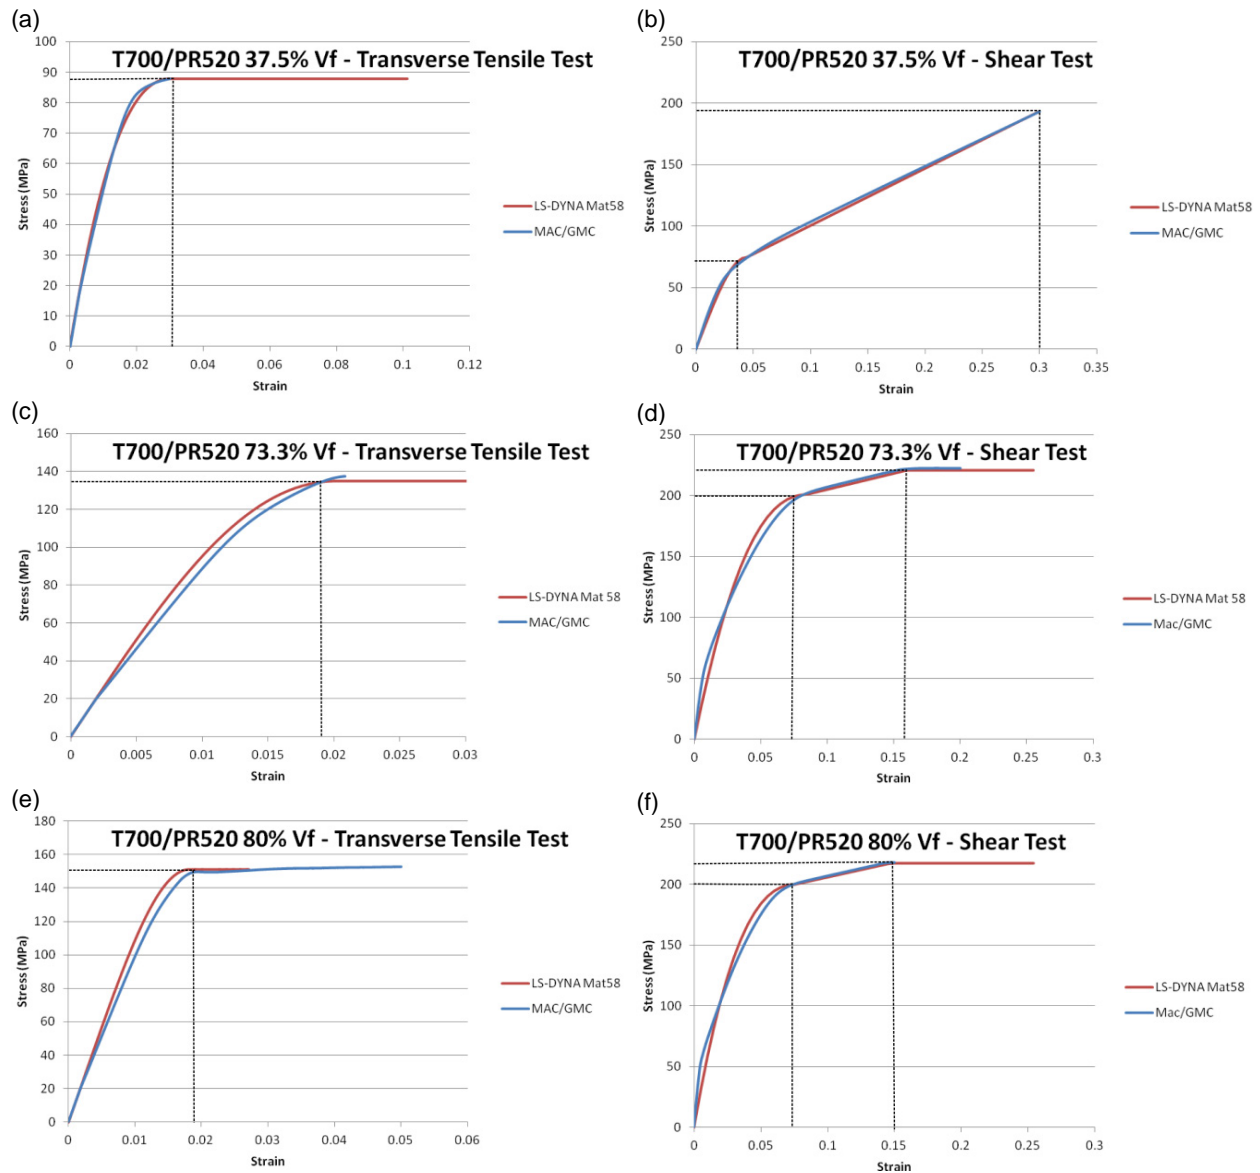 (a)
T700/PR520 37.5% Vf - Transverse Tensile Test
100
90
80
70
60
50
40
30
20
10
0
Stress (MPa)
0 0.02 0.04 0.06 0.08 0.1 0.12
Strain
LS-DYNA Mat58
MAC/GMC
(b)
T700/PR520 37.5% Vf - Shear Test
250
200
150
100
50
0
Stress (MPa)
0 0.05 0.1 0.15 0.2 0.25 0.3 0.35
Strain
LS-DYNA Mat58
MAC/GMC
(c)
T700/PR520 73.3% Vf - Transverse Tensile Test
160
140
120
100
80
60
40
20
0
Stress (MPa)
0 0.005 0.01 0.015 0.02 0.025 0.03
Strain
LS-DYNA Mat 58
MAC/GMC
(d)
T700/PR520 73.3% Vf - Shear Test
250
200
150
100
50
0
Stress (MPa)
0 0.05 0.1 0.15 0.2 0.25 0.3
Strain
LS-DYNA Mat 58
Mac/GMC
(e)
T700/PR520 80% Vf - Transverse Tensile Test
180
160
140
120
100
80
60
40
20
0
Stress (MPa)
0 0.01 0.02 0.03 0.04 0.05 0.06
Strain
LS-DYNA Mat58
MAC/GMC
(f)
T700/PR520 80% Vf - Shear Test
250
200
150
100
50
0
Stress (MPa)
0 0.05 0.1 0.15 0.2 0.25 0.3
Strain
LS-DYNA Mat58
Mac/GMC